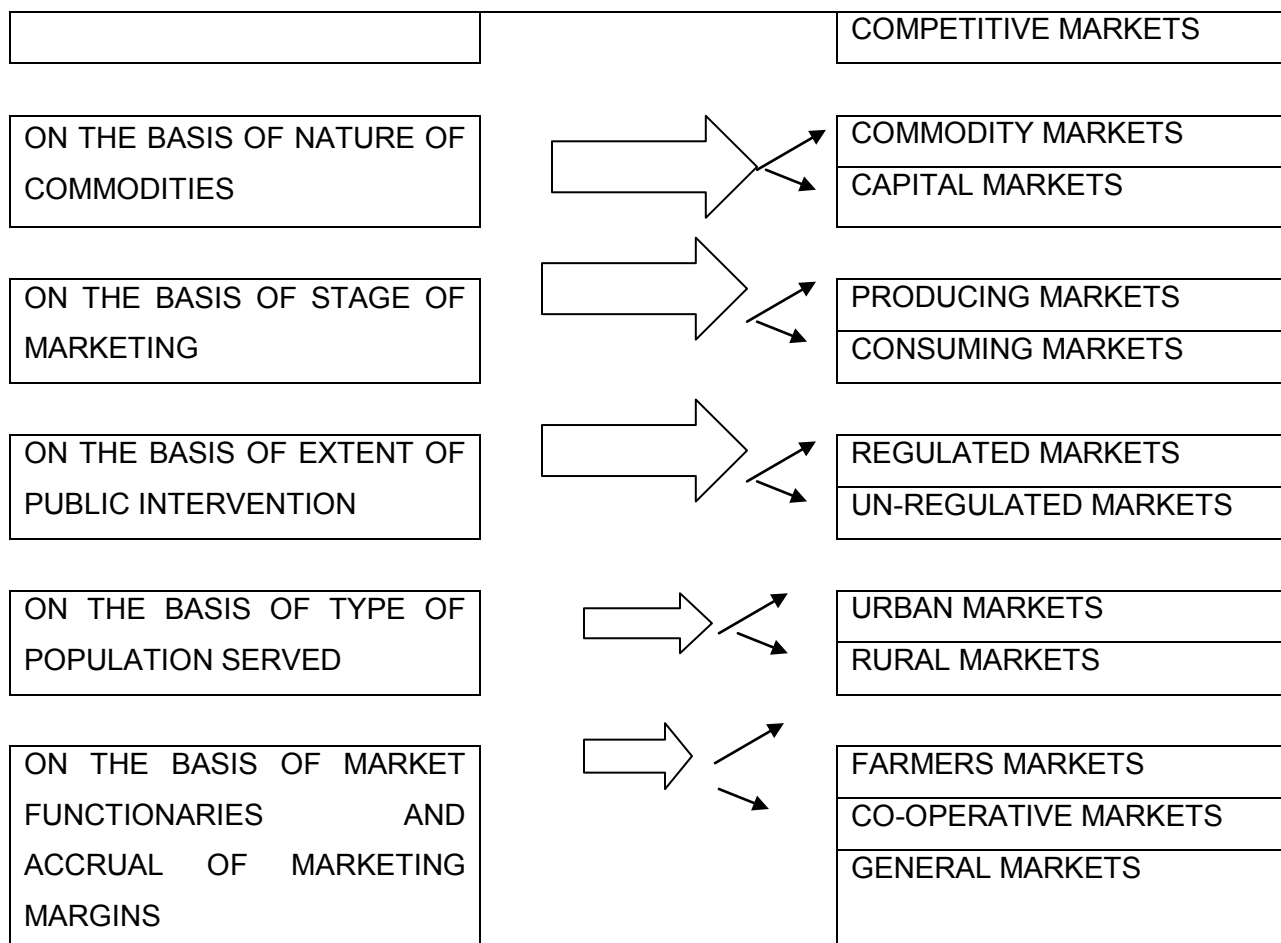 COMPETITIVE MARKETS
ON THE BASIS OF NATURE OF
COMMODITIES
COMMODITY MARKETS
CAPITAL MARKETS
ON THE BASIS OF STAGE OF
MARKETING
PRODUCING MARKETS
CONSUMING MARKETS
ON THE BASIS OF EXTENT OF
PUBLIC INTERVENTION
REGULATED MARKETS
UN-REGULATED MARKETS
ON THE BASIS OF TYPE OF
POPULATION SERVED
URBAN MARKETS
RURAL MARKETS
ON THE BASIS OF MARKET
FUNCTIONARIES AND
ACCRUAL OF MARKETING
MARGINS
FARMERS MARKETS
CO-OPERATIVE MARKETS
GENERAL MARKETS